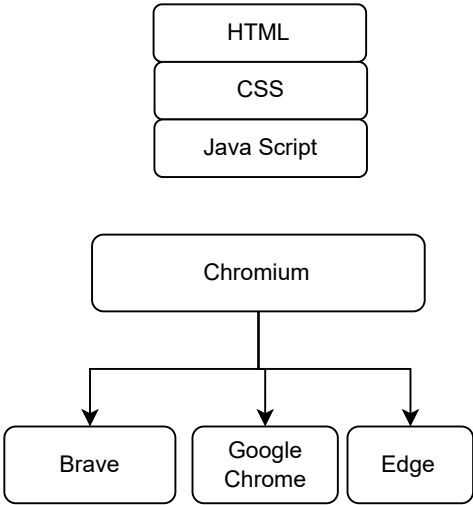 HTML
CSS
Java Script
Chromium
Brave
Google
Chrome
Edge